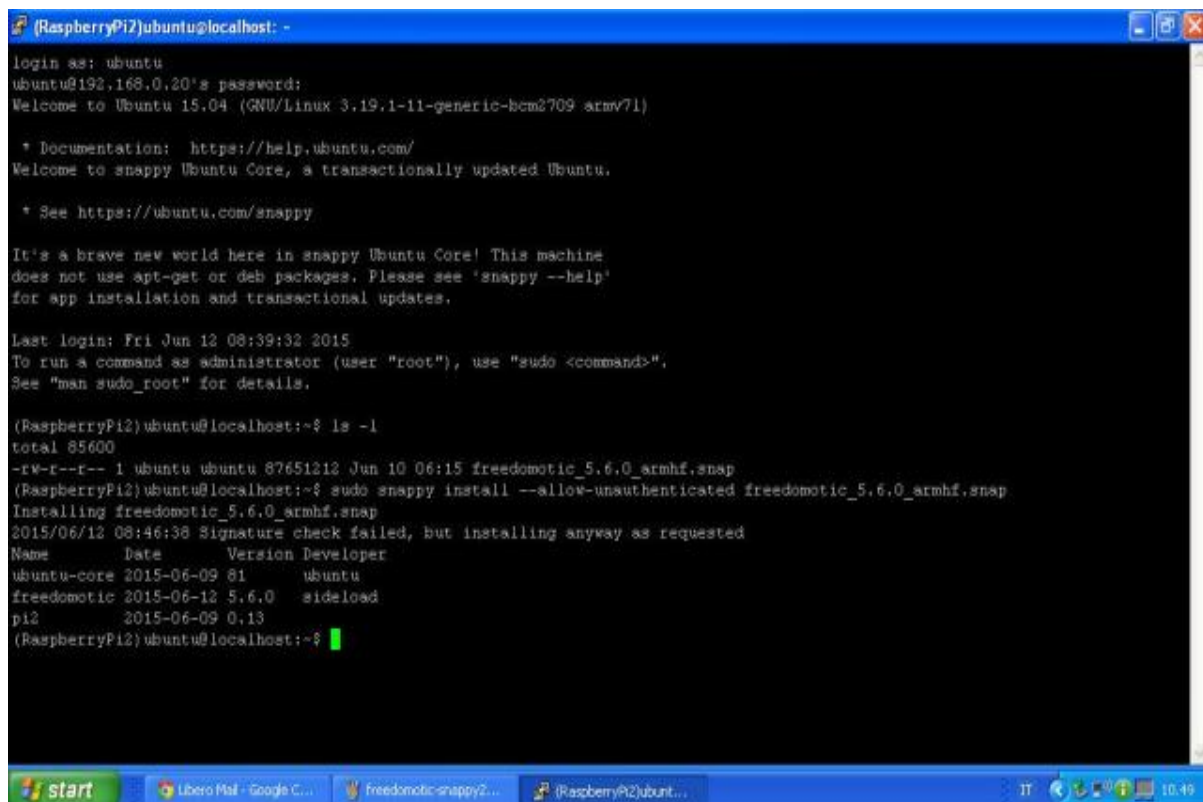 (RaspberryPi2)ubuntu@localhost: ~
login as: ubuntu
ubuntu@192.168.0.20's password:
Welcome to Ubuntu 15.04 (GNU/Linux 3.19.1-11-generic-bcm2709 armv7l)
* Documentation:  https://help.ubuntu.com/
Welcome to snappy Ubuntu Core, a transactionally updated Ubuntu.
* See https://ubuntu.com/snappy
It's a brave new world here in snappy Ubuntu Core! This machine
does not use apt-get or deb packages. Please see 'snappy --help'
for app installation and transactional updates.
Last login: Fri Jun 12 08:39:32 2015
To run a command as administrator (user "root"), use "sudo <command>".
See "man sudo_root" for details.
(RaspberryPi2)ubuntu@localhost:~$ ls -l
total 85600
-rw-r--r-- 1 ubuntu ubuntu 87651212 Jun 10 06:15 freedomotic_5.6.0_armhf.snap
(RaspberryPi2)ubuntu@localhost:~$ sudo snappy install --allow-unauthenticated freedomotic_5.6.0_armhf.snap
Installing freedomotic_5.6.0_armhf.snap
2015/06/12 08:46:38 Signature check failed, but installing anyway as requested
Name        Date       Version Developer
ubuntu-core 2015-06-09 81      ubuntu
freedomotic 2015-06-12 5.6.0   sideload
pi2         2015-06-09 0.13
(RaspberryPi2)ubuntu@localhost:~$
start
Libero Mail - Google C...
freedomotic-snappy2...
(RaspberryPi2)ubunt...
IT
10.49